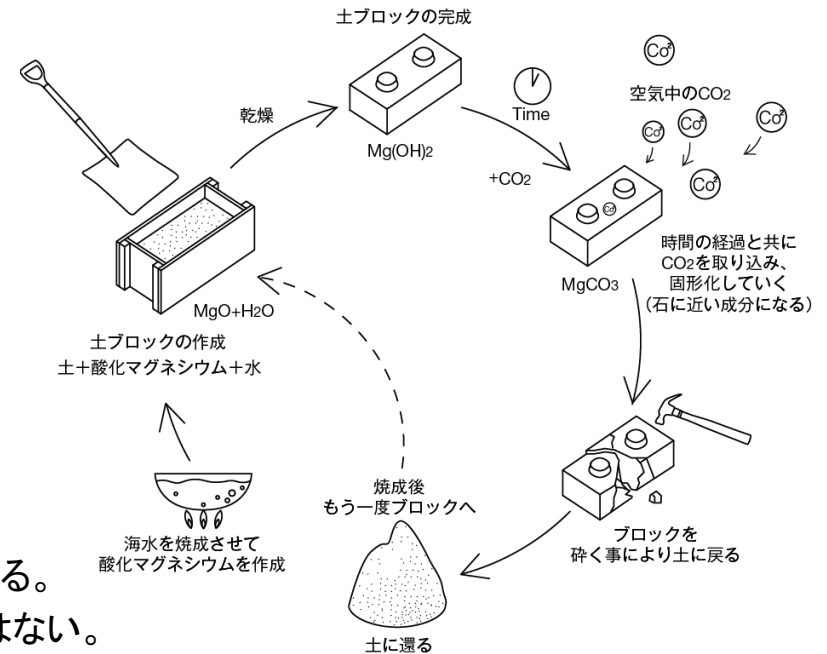 土ブロックの完成
乾燥
Mg(OH)2
Time
+CO2
Co²
空気中のCO2
Co²
Co²
Co²
Co²
Co²
MgCO3
時間の経過と共に
CO2を取り込み、
固形化していく
(石に近い成分になる)
MgO+H2O
土ブロックの作成
土+酸化マグネシウム+水
海水を焼成させて
酸化マグネシウムを作成
焼成後
もう一度ブロックへ
ブロックを
砕く事により土に戻る
土に還る
る。
はない。